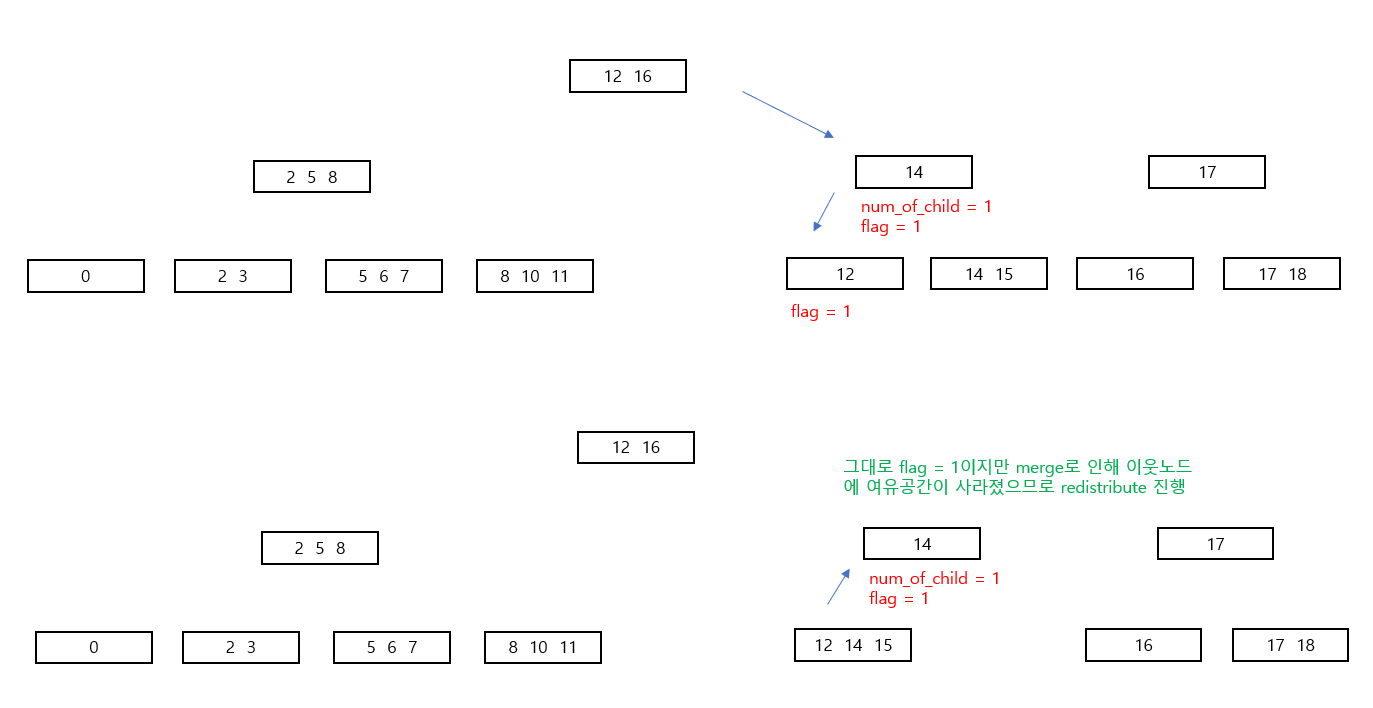 12 16
2 5 8
14
17
num_of_child = 1
flag = 1
0
2 3
5 6 7
8 10 11
12
14 15
16
17 18
flag = 1
12 16
그대로 flag = 1이지만 merge로 인해 이웃노드
에 여유공간이 사라졌으므로 redistribute 진행
2 5 8
14
17
num_of_child = 1
flag = 1
0
2 3
5 6 7
8 10 11
12 14 15
16
17 18